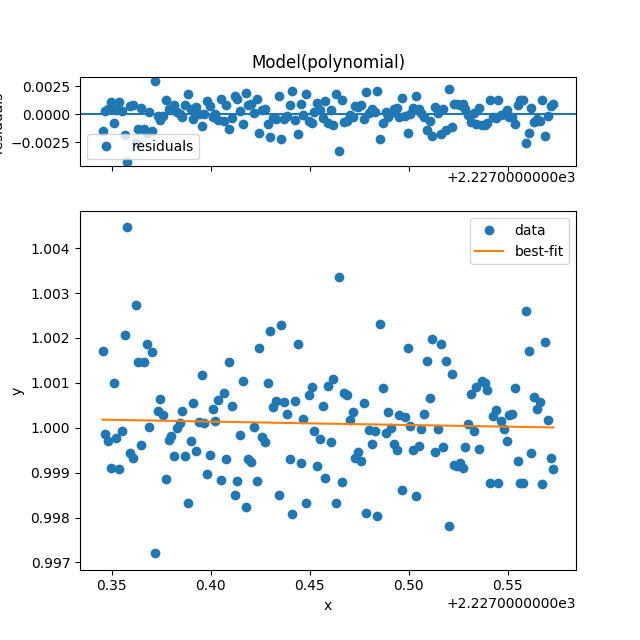 Model(polynomial)
0.0025
0.0000
−0.0025
residuals
residuals
+2.2270000000e3
1.004
1.003
1.002
1.001
1.000
0.999
0.998
0.997
y
data
best-fit
0.35
0.40
0.45
0.50
0.55
x
+2.2270000000e3